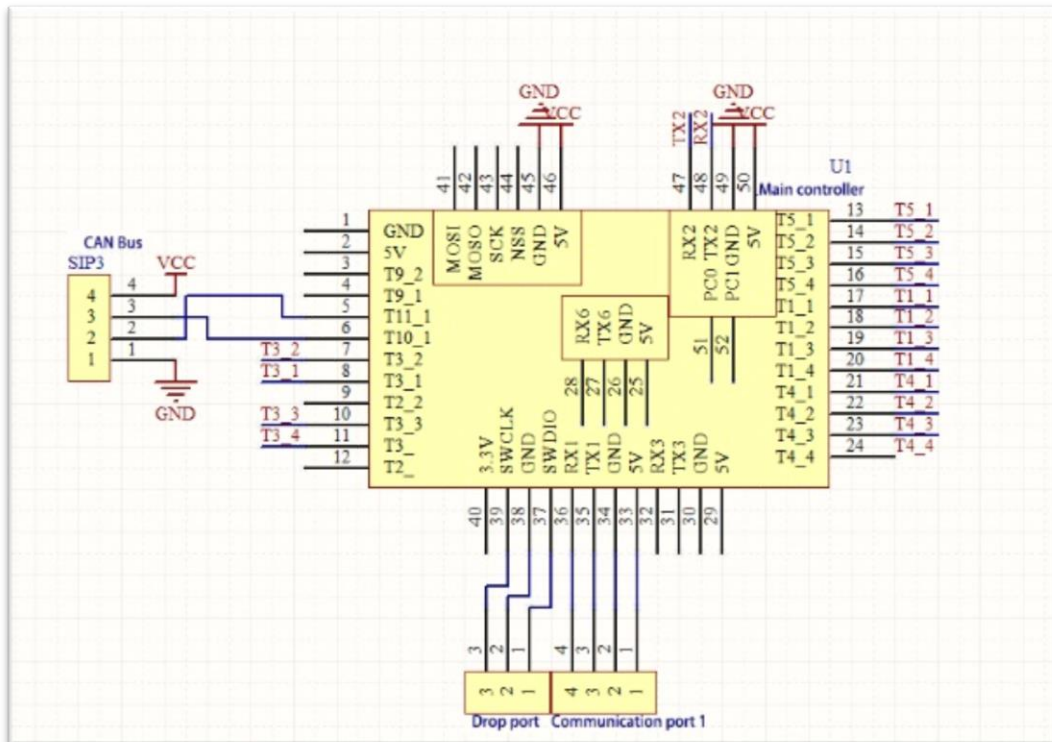 GND
GND
VCC
VCC
TX2
RX2
41
42
43
44
45
46
47
48
49
50
U1
Main controller
CAN Bus
SIP3
VCC
4
3
2
1
4
3
2
1
GND
1
2
3
4
5
6
7
8
9
10
11
12
T3_2
T3_1
T3_3
T3_4
GND
5V
T9_2
T9_1
T11_1
T10_1
T3_2
T3_1
T2_2
T3_3
T3_
T2_
MOSI
MOSO
SCK
NSS
GND
5V
RX2
TX2
GND
5V
PC0
PC1
51
52
RX6
TX6
GND
5V
28
27
26
25
T5_1
T5_2
T5_3
T5_4
T1_1
T1_2
T1_3
T1_4
T4_1
T4_2
T4_3
T4_4
13
14
15
16
17
18
19
20
21
22
23
24
T5_1
T5_2
T5_3
T5_4
T1_1
T1_2
T1_3
T1_4
T4_1
T4_2
T4_3
T4_4
3.3V
SWCLK
GND
SWDIO
RX1
TX1
GND
5V
RX3
TX3
GND
5V
40
39
38
37
36
35
34
33
32
31
30
29
3
2
1
4
3
2
1
3
2
1
4
3
2
1
Drop port
Communication port 1